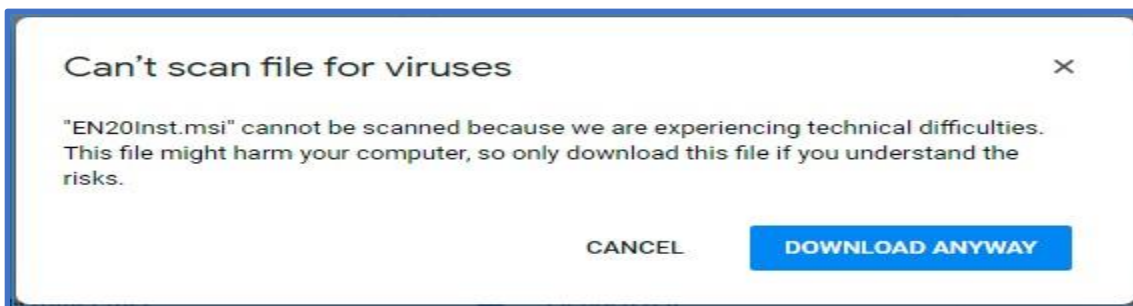 Can't scan file for viruses
"EN20Inst.msi" cannot be scanned because we are experiencing technical difficulties.
This file might harm your computer, so only download this file if you understand the
risks.
CANCEL
DOWNLOAD ANYWAY